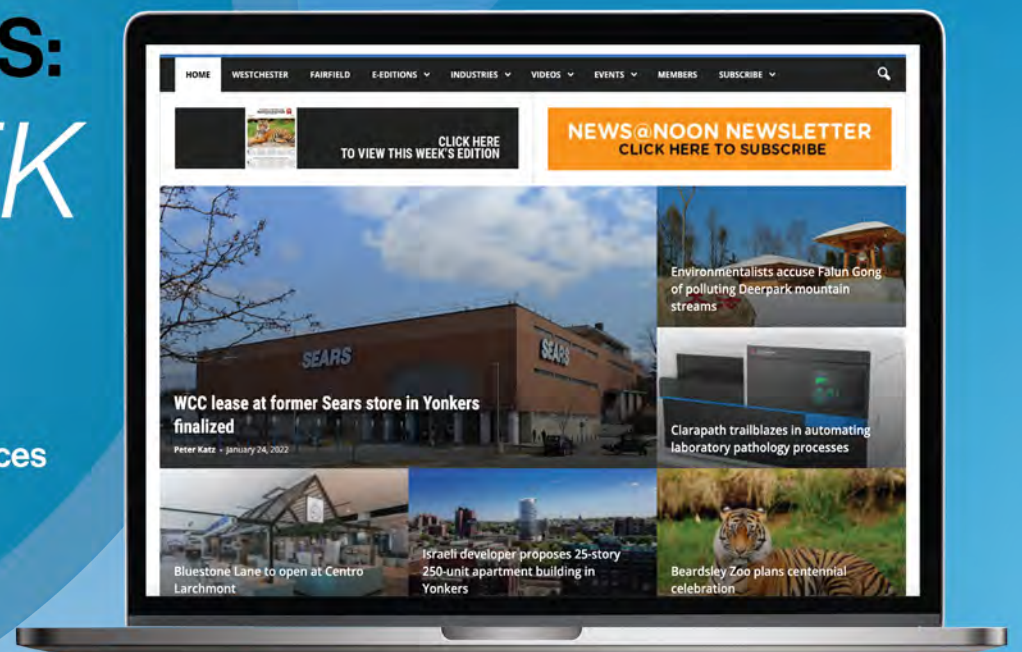 S:
EK
ces
HOME WESTCHESTER FAIRFIELD E-EDITIONS INDUSTRIES VIDEOS EVENTS MEMBERS SUBSCRIBE
CLICK HERE
TO VIEW THIS WEEK'S EDITION
NEWS@NOON NEWSLETTER
CLICK HERE TO SUBSCRIBE
SEARS
SEARS
WCC lease at former Sears store in Yonkers
finalized
Peter Katz - January 24, 2022
Environmentalists accuse Falun Gong
of polluting Deerpark mountain
streams
Clarapath trailblazes in automating
laboratory pathology processes
Bluestone Lane to open at Centro
Larchmont
Israeli developer proposes 25-story
250-unit apartment building in
Yonkers
Beardsley Zoo plans centennial
celebration